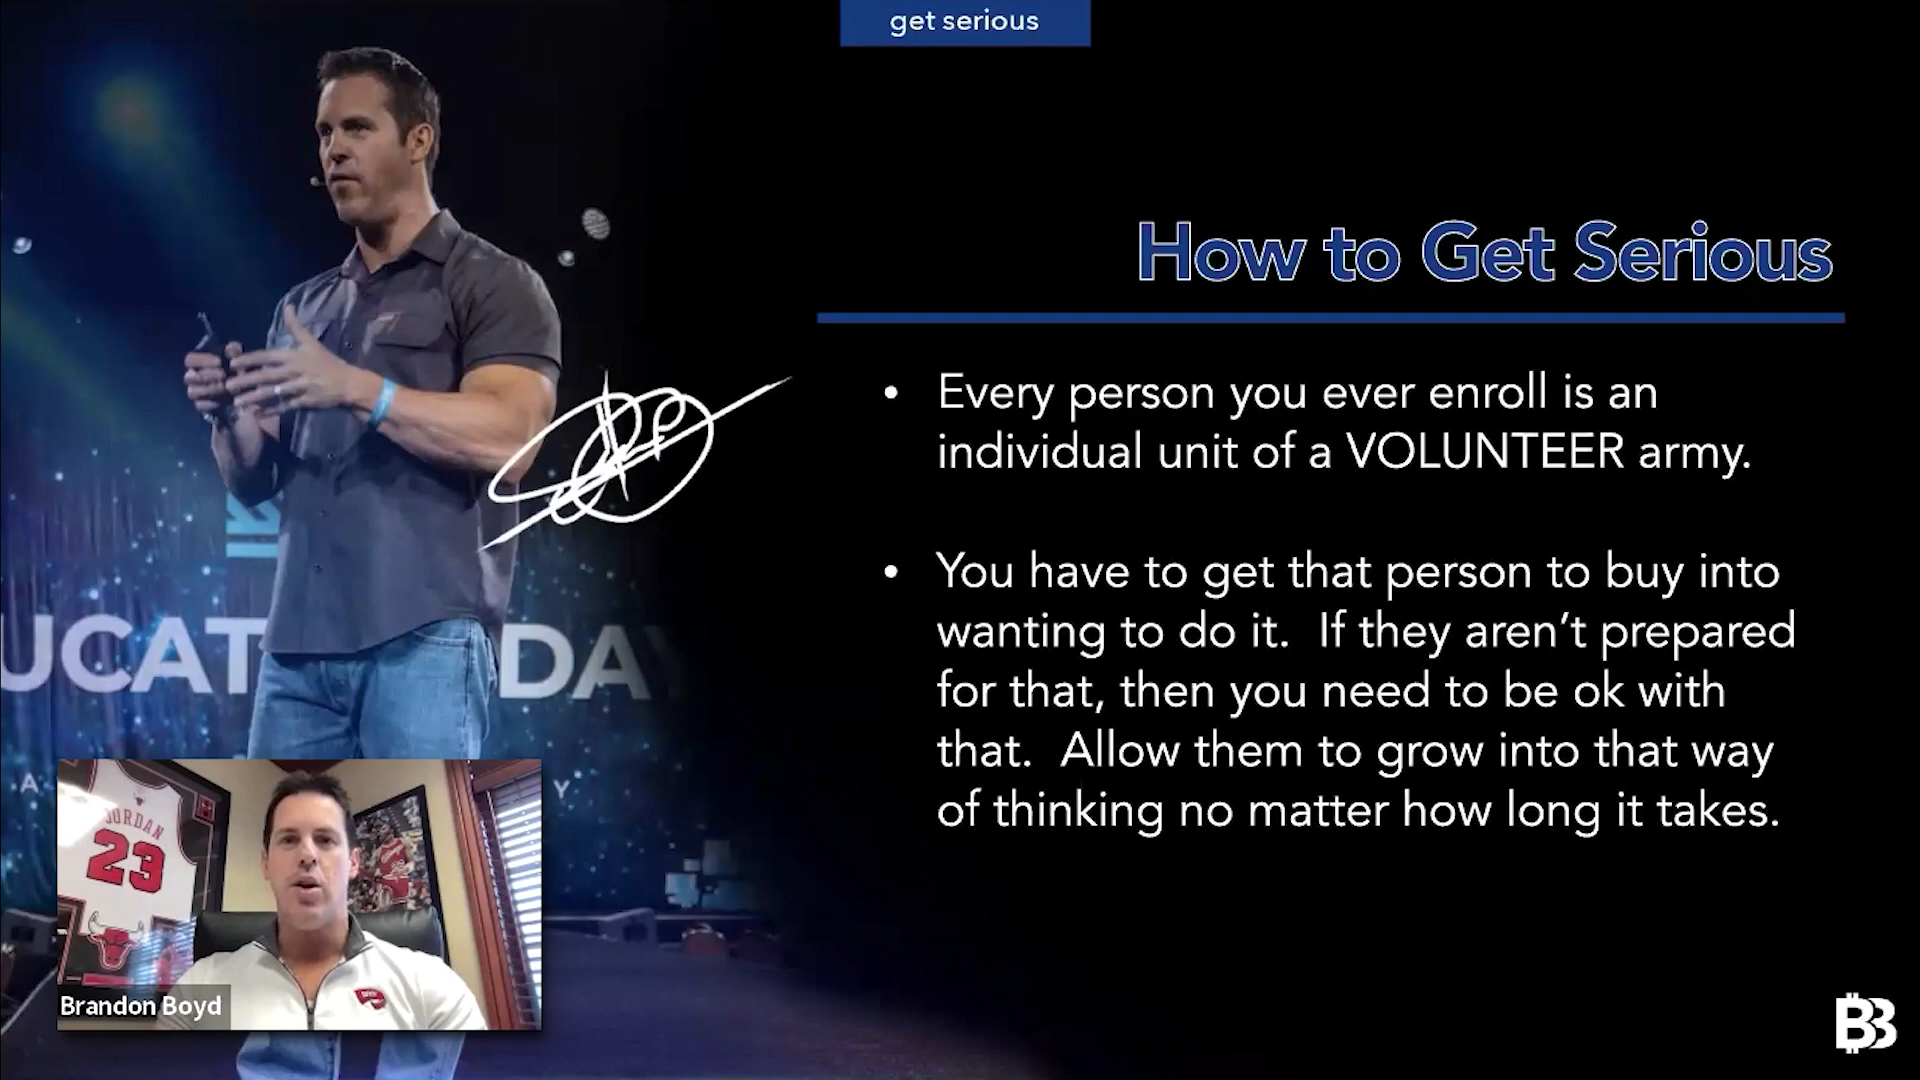 get serious
How to Get Serious
• Every person you ever enroll is an
individual unit of a VOLUNTEER army.
• You have to get that person to buy into
wanting to do it. If they aren't prepared
for that, then you need to be ok with
that. Allow them to grow into that way
of thinking no matter how long it takes.
UCAT DAY
A Y
JORDAN
23
Brandon Boyd